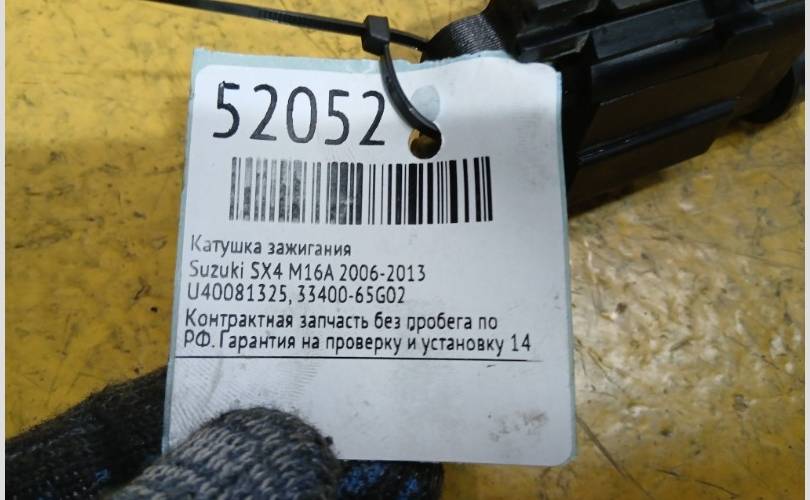 52052
Катушка зажигания
Suzuki SX4 M16A 2006-2013
U40081325, 33400-65G02
Контрактная запчасть без пробега по
РФ. Гарантия на проверку и установку 14